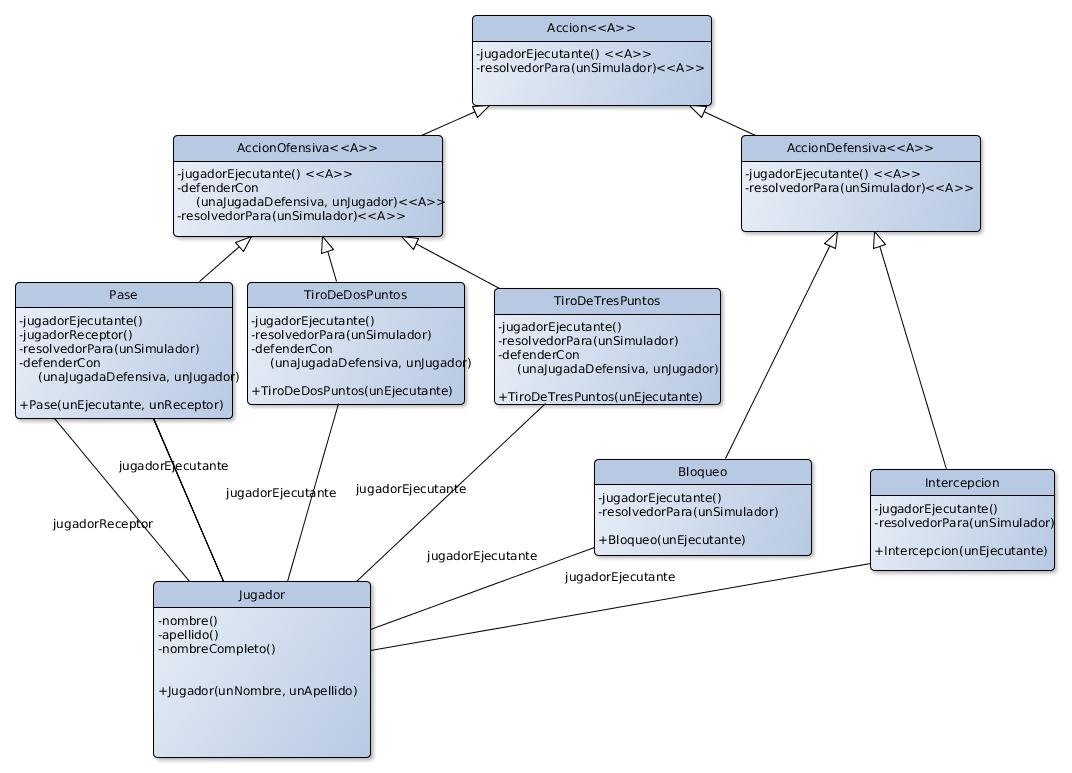 Accion<<A>>
-jugadorEjecutante() <<A>>
-resolvedorPara(unSimulador)<<A>>
AccionOfensiva<<A>>
-jugadorEjecutante() <<A>>
-defenderCon
(unaJugadaDefensiva, unJugador)<<A>>
-resolvedorPara(unSimulador)<<A>>
AccionDefensiva<<A>>
-jugadorEjecutante() <<A>>
-resolvedorPara(unSimulador)<<A>>
Pase
-jugadorEjecutante()
-jugadorReceptor()
-resolvedorPara(unSimulador)
-defenderCon
(unaJugadaDefensiva, unJugador)
+Pase(unEjecutante, unReceptor)
TiroDeDosPuntos
-jugadorEjecutante()
-resolvedorPara(unSimulador)
-defenderCon
(unaJugadaDefensiva, unJugador)
+TiroDeDosPuntos(unEjecutante)
TiroDeTresPuntos
-jugadorEjecutante()
-resolvedorPara(unSimulador)
-defenderCon
(unaJugadaDefensiva, unJugador)
+TiroDeTresPuntos(unEjecutante)
jugadorEjecutante
jugadorReceptor
jugadorEjecutante
jugadorEjecutante
Bloqueo
-jugadorEjecutante()
-resolvedorPara(unSimulador)
+Bloqueo(unEjecutante)
Intercepcion
-jugadorEjecutante()
-resolvedorPara(unSimulador)
+Intercepcion(unEjecutante)
jugadorEjecutante
jugadorEjecutante
Jugador
-nombre()
-apellido()
-nombreCompleto()
+Jugador(unNombre, unApellido)